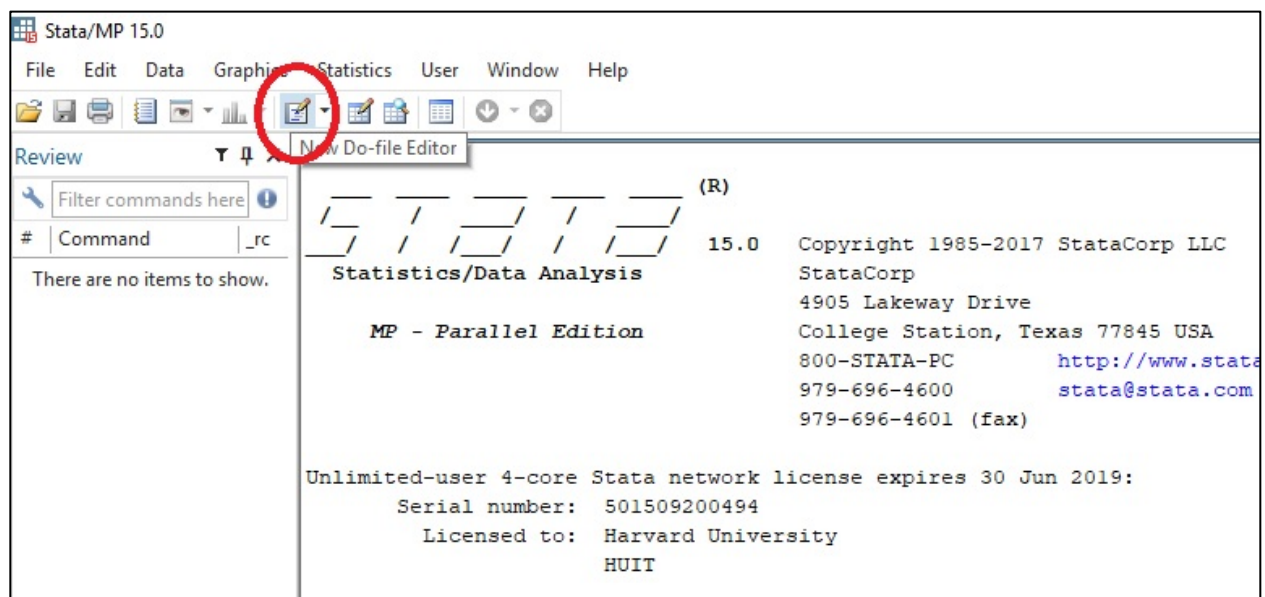 Stata/MP 15.0
File Edit Data Graphics Statistics User Window Help
New Do-file Editor
Review
Filter commands here
# Command _rc
There are no items to show.
(R)
STATA
15.0 Copyright 1985-2017 StataCorp LLC
Statistics/Data Analysis StataCorp
4905 Lakeway Drive
MP - Parallel Edition College Station, Texas 77845 USA
800-STATA-PC http://www.stata
979-696-4600 stata@stata.com
979-696-4601 (fax)
Unlimited-user 4-core Stata network license expires 30 Jun 2019:
Serial number: 501509200494
Licensed to: Harvard University
HUIT